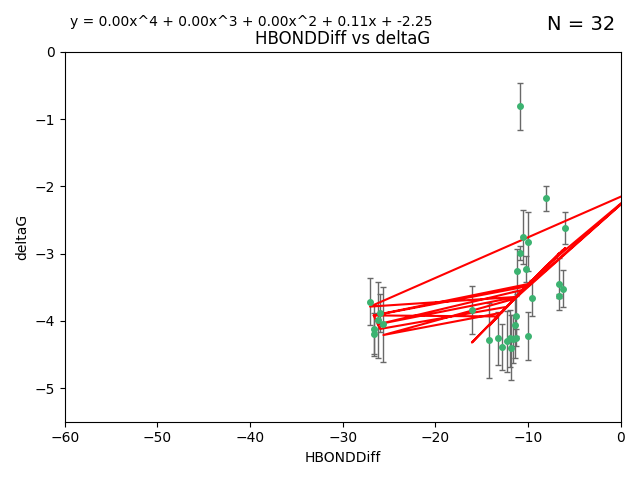 y = 0.00x^4 + 0.00x^3 + 0.00x^2 + 0.11x + -2.25
N = 32
HBONDDiff vs deltaG
0
−1
−2
−3
−4
−5
deltaG
−60
−50
−40
−30
−20
−10
0
HBONDDiff